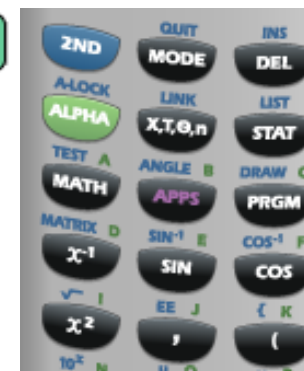 QUIT INS
2ND MODE DEL
A-LOCK LINK LIST
ALPHA X,T,Θ,n STAT
TEST A ANGLE B DRAW C
MATH APPS PRGM
MATRIX D SIN-1 E COS-1 F
x-1 SIN COS
√ I EE J { K
x2 , (
10x N u O